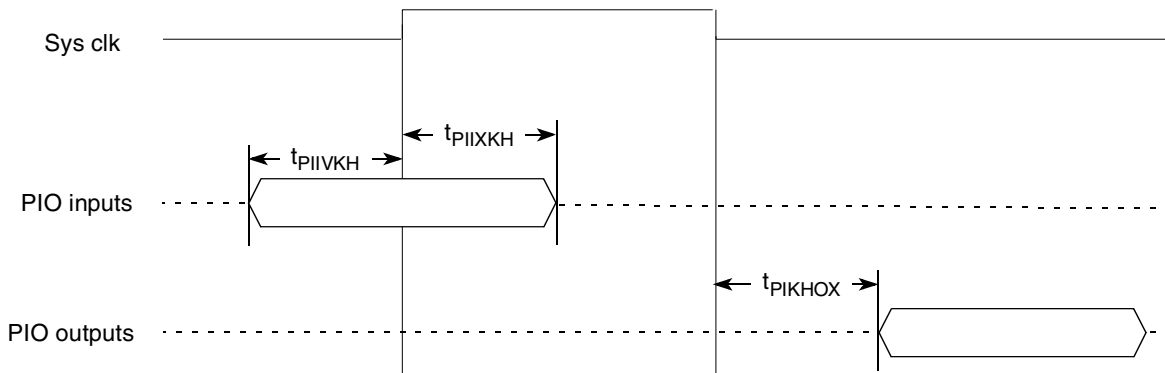 Sys clk
tPIIXKH
tPIIVKH
PIO inputs
tPIKHOX
PIO outputs